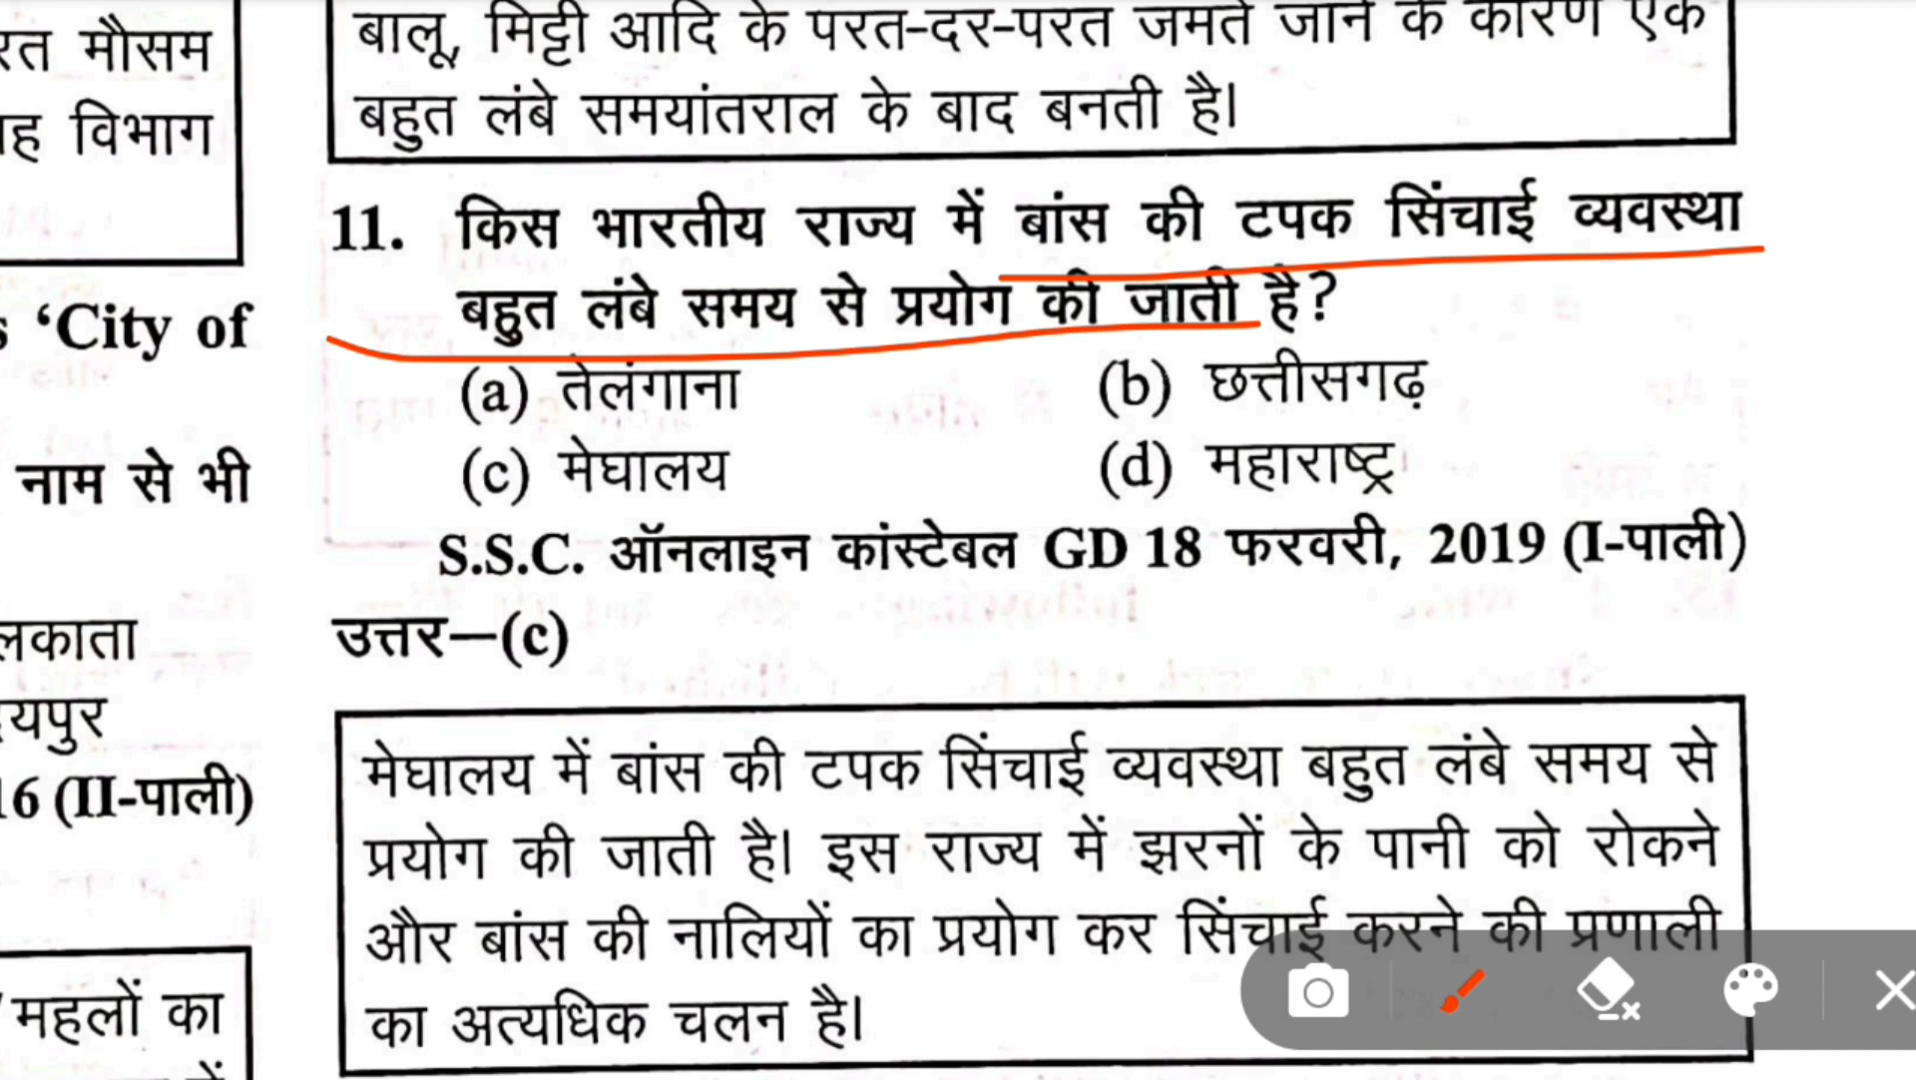 रत मौसम
ह विभाग
‘City of
नाम से भी
लकाता
यपुर
16 (II-पाली)
महलों का
में
बालू, मिट्टी आदि के परत-दर-परत जमते जाने के कारण एक
बहुत लंबे समयांतराल के बाद बनती है।
11. किस भारतीय राज्य में बांस की टपक सिंचाई व्यवस्था
बहुत लंबे समय से प्रयोग की जाती है?
(a) तेलंगाना (b) छत्तीसगढ़
(c) मेघालय (d) महाराष्ट्र
S.S.C. ऑनलाइन कांस्टेबल GD 18 फरवरी, 2019 (I-पाली)
उत्तर—(c)
मेघालय में बांस की टपक सिंचाई व्यवस्था बहुत लंबे समय से
प्रयोग की जाती है। इस राज्य में झरनों के पानी को रोकने
और बांस की नालियों का प्रयोग कर सिंचाई करने की प्रणाली
का अत्यधिक चलन है।